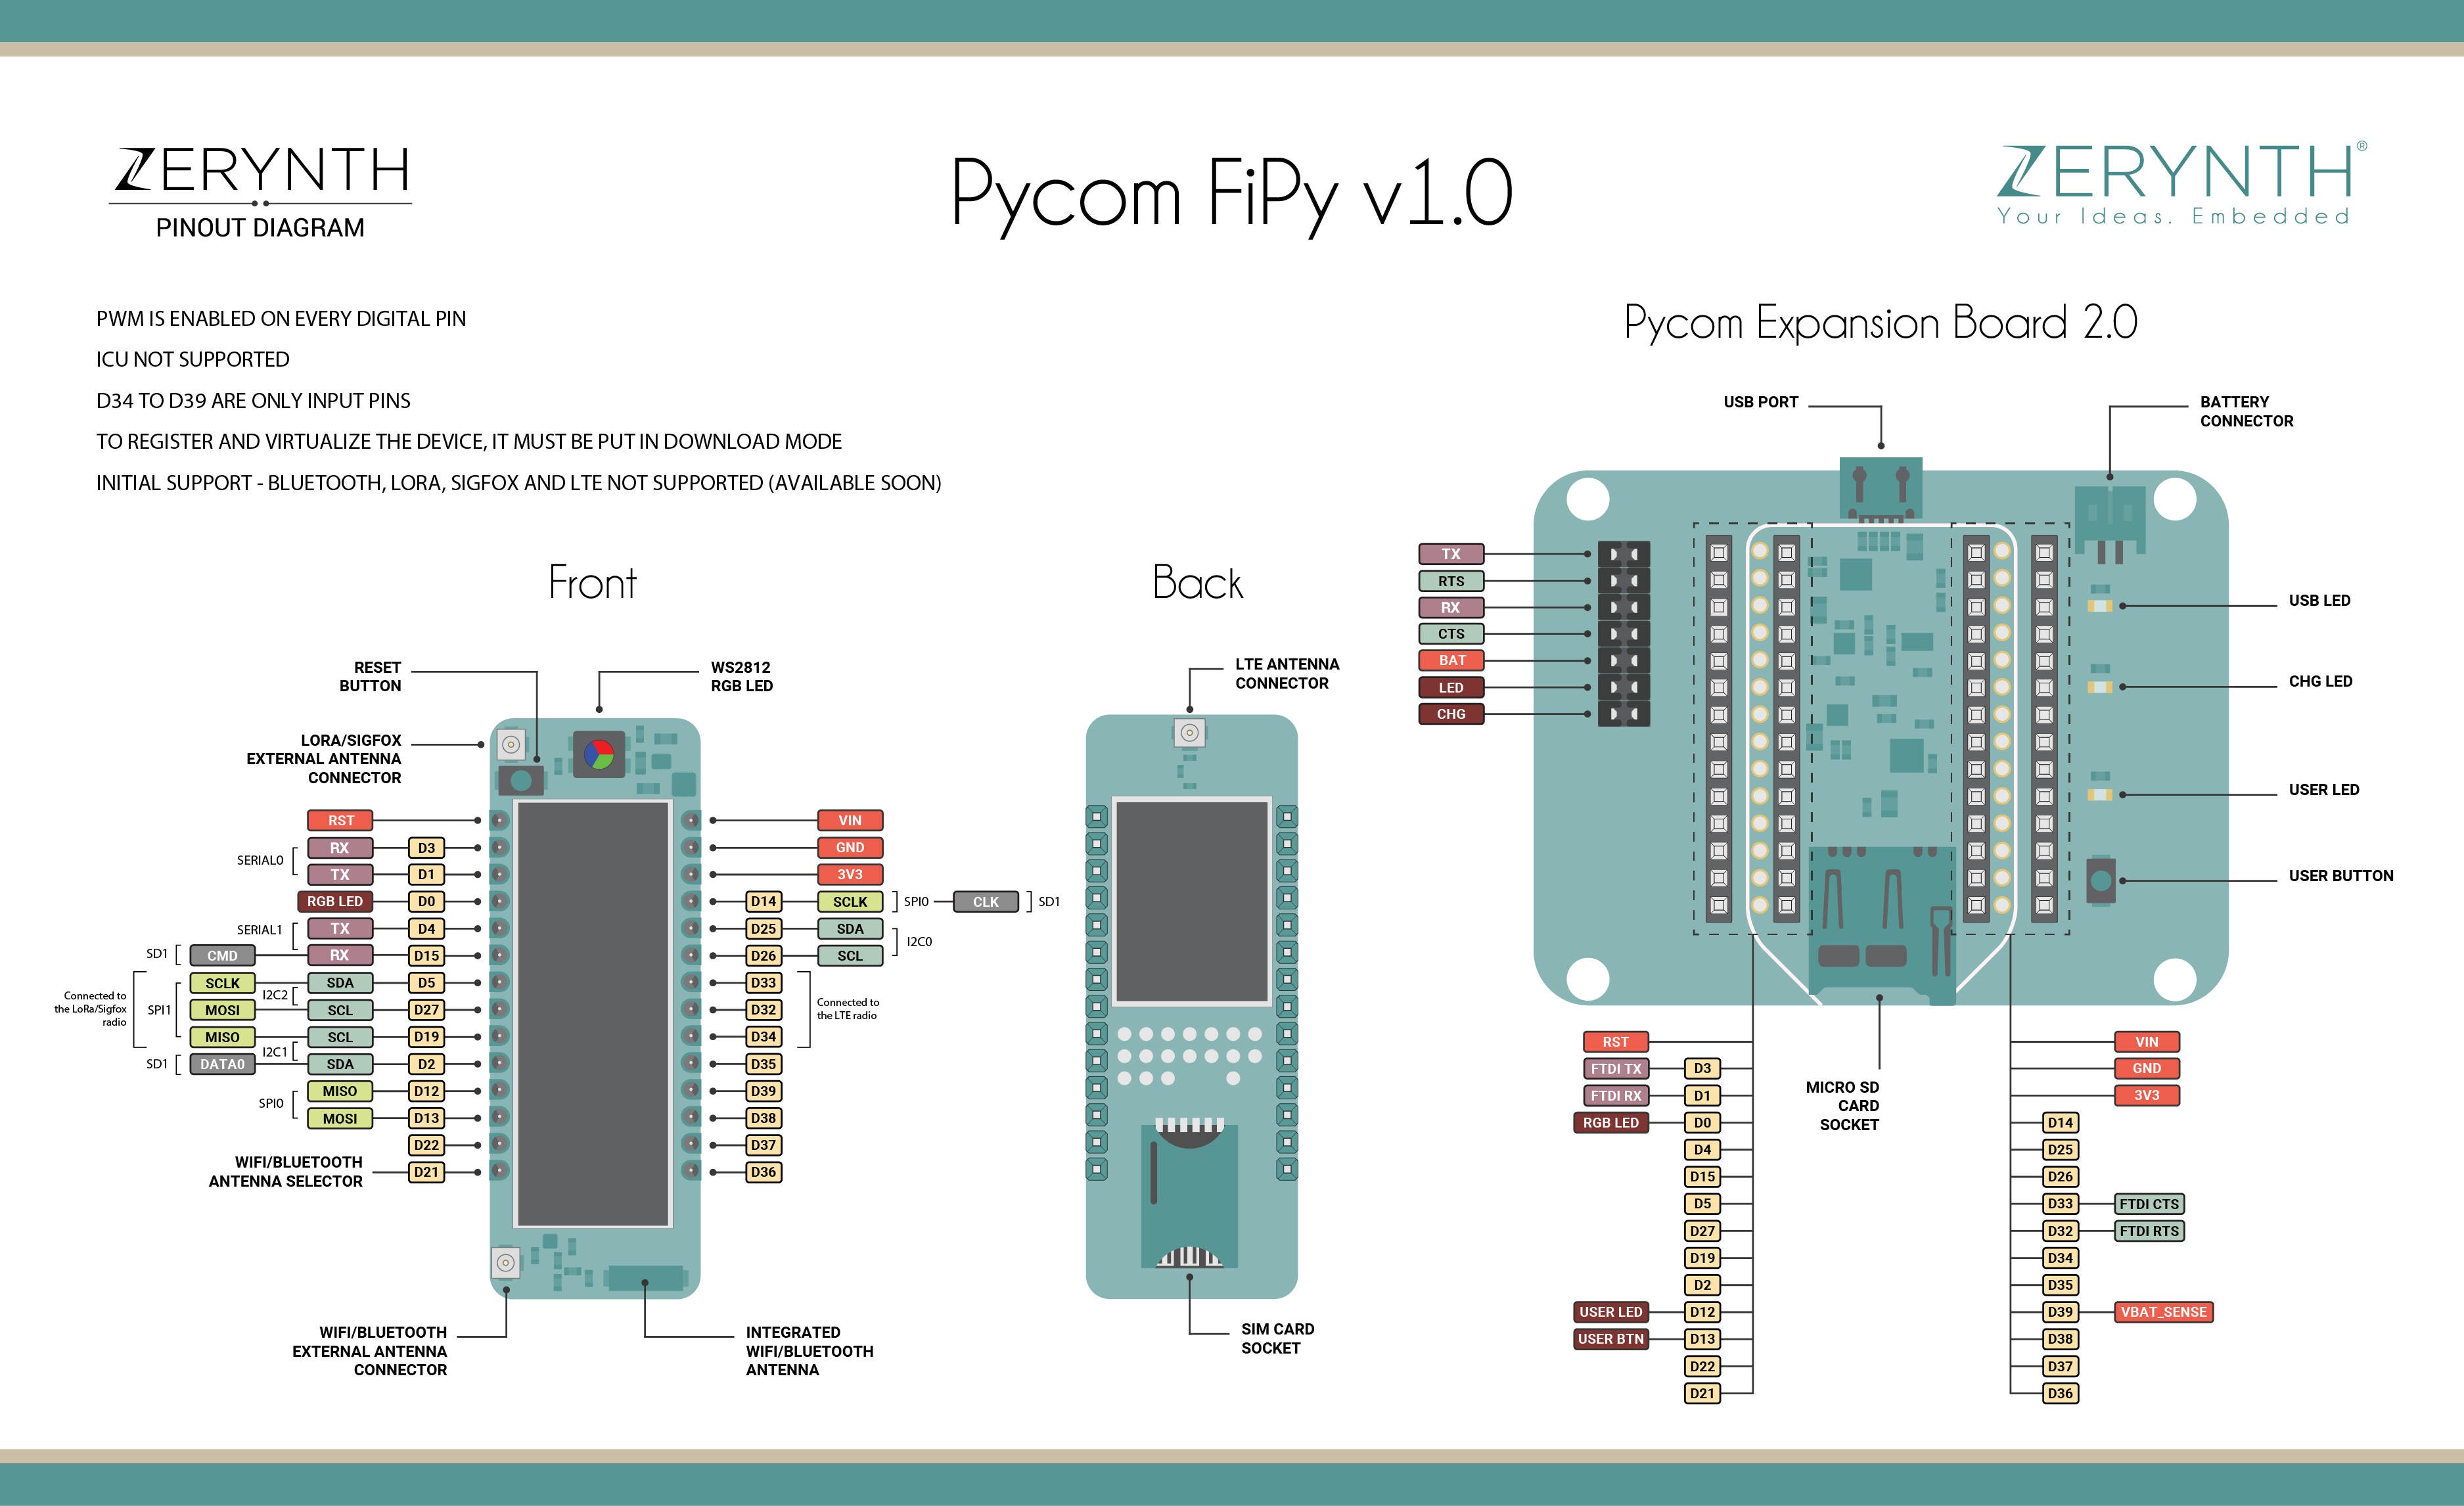 ZERYNTH
PINOUT DIAGRAM
Pycom FiPy v1.0
ZERYNTH®
Your Ideas. Embedded
PWM IS ENABLED ON EVERY DIGITAL PIN
ICU NOT SUPPORTED
D34 TO D39 ARE ONLY INPUT PINS
TO REGISTER AND VIRTUALIZE THE DEVICE, IT MUST BE PUT IN DOWNLOAD MODE
INITIAL SUPPORT - BLUETOOTH, LORA, SIGFOX AND LTE NOT SUPPORTED (AVAILABLE SOON)
Front
RESET
BUTTON
WS2812
RGB LED
LORA/SIGFOX
EXTERNAL ANTENNA
CONNECTOR
RST
SERIAL0
RX D3
TX D1
RGB LED D0
SERIAL1
TX D4
SD1 CMD RX D15
Connected to
the LoRa/Sigfox
radio
SPI1
SCLK SDA D5
I2C2
MOSI SCL D27
MISO SCL D19
I2C1
SD1 DATA0 SDA D2
SPI0
MISO D12
MOSI D13
D22
WIFI/BLUETOOTH
ANTENNA SELECTOR
D21
VIN
GND
3V3
D14 SCLK SPI0 CLK SD1
D25 SDA
I2C0
D26 SCL
D33
D32
D34
Connected to
the LTE radio
D35
D39
D38
D37
D36
WIFI/BLUETOOTH
EXTERNAL ANTENNA
CONNECTOR
INTEGRATED
WIFI/BLUETOOTH
ANTENNA
Back
LTE ANTENNA
CONNECTOR
SIM CARD
SOCKET
Pycom Expansion Board 2.0
USB PORT
BATTERY
CONNECTOR
TX
RTS
RX
CTS
BAT
LED
CHG
USB LED
CHG LED
USER LED
USER BUTTON
MICRO SD
CARD
SOCKET
RST
FTDI TX D3
FTDI RX D1
RGB LED D0
D4
D15
D5
D27
D19
D2
USER LED D12
USER BTN D13
D22
D21
VIN
GND
3V3
D14
D25
D26
D33 FTDI CTS
D32 FTDI RTS
D34
D35
D39 VBAT_SENSE
D38
D37
D36